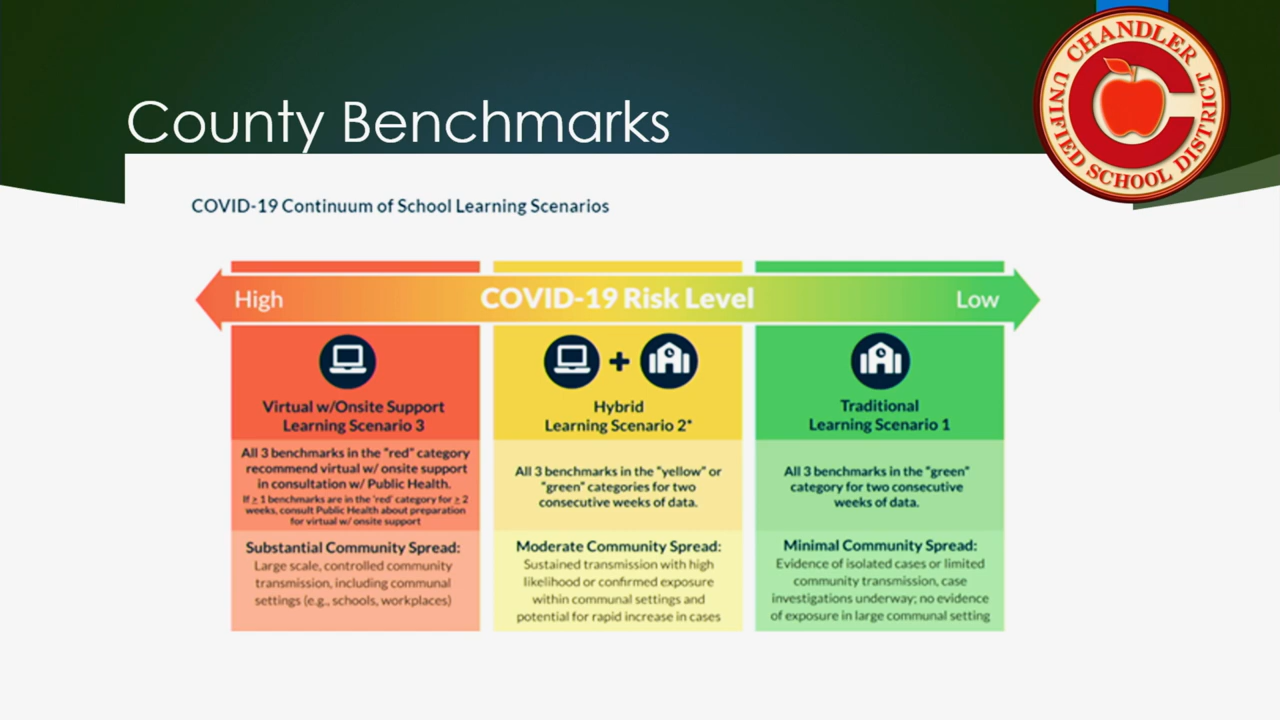 County Benchmarks
CHANDLER
UNIFIED SCHOOL DISTRICT
COVID-19 Continuum of School Learning Scenarios
High
COVID-19 Risk Level
Low
Virtual w/Onsite Support
Learning Scenario 3
All 3 benchmarks in the "red" category
recommend virtual w/ onsite support
in consultation w/ Public Health.
If ≥ 1 benchmarks are in the 'red' category for ≥ 2
weeks, consult Public Health about preparation
for virtual w/ onsite support
Substantial Community Spread:
Large scale, controlled community
transmission, including communal
settings (e.g., schools, workplaces)
Hybrid
Learning Scenario 2*
All 3 benchmarks in the "yellow" or
"green" categories for two
consecutive weeks of data.
Moderate Community Spread:
Sustained transmission with high
likelihood or confirmed exposure
within communal settings and
potential for rapid increase in cases
Traditional
Learning Scenario 1
All 3 benchmarks in the "green"
category for two consecutive
weeks of data.
Minimal Community Spread:
Evidence of isolated cases or limited
community transmission, case
investigations underway; no evidence
of exposure in large communal setting